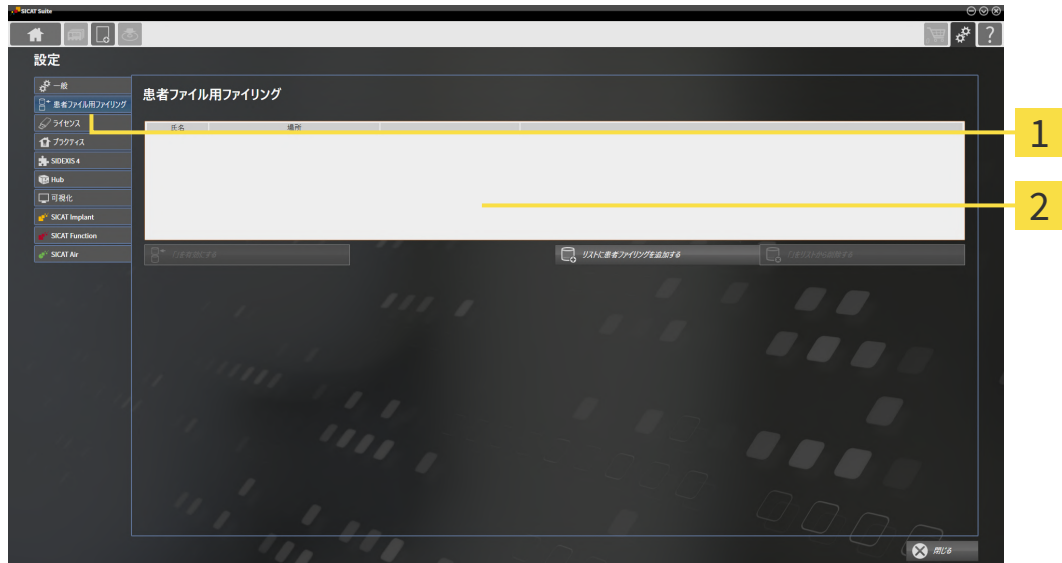 SICAT Suite
?
設定
一般
患者ファイル用ファイリング
ライセンス
プラクティス
SIDEXIS 4
Hub
可視化
SICAT Implant
SICAT Function
SICAT Air
患者ファイル用ファイリング
氏名 場所
リストに患者ファイリングを追加する
閉じる
1
2